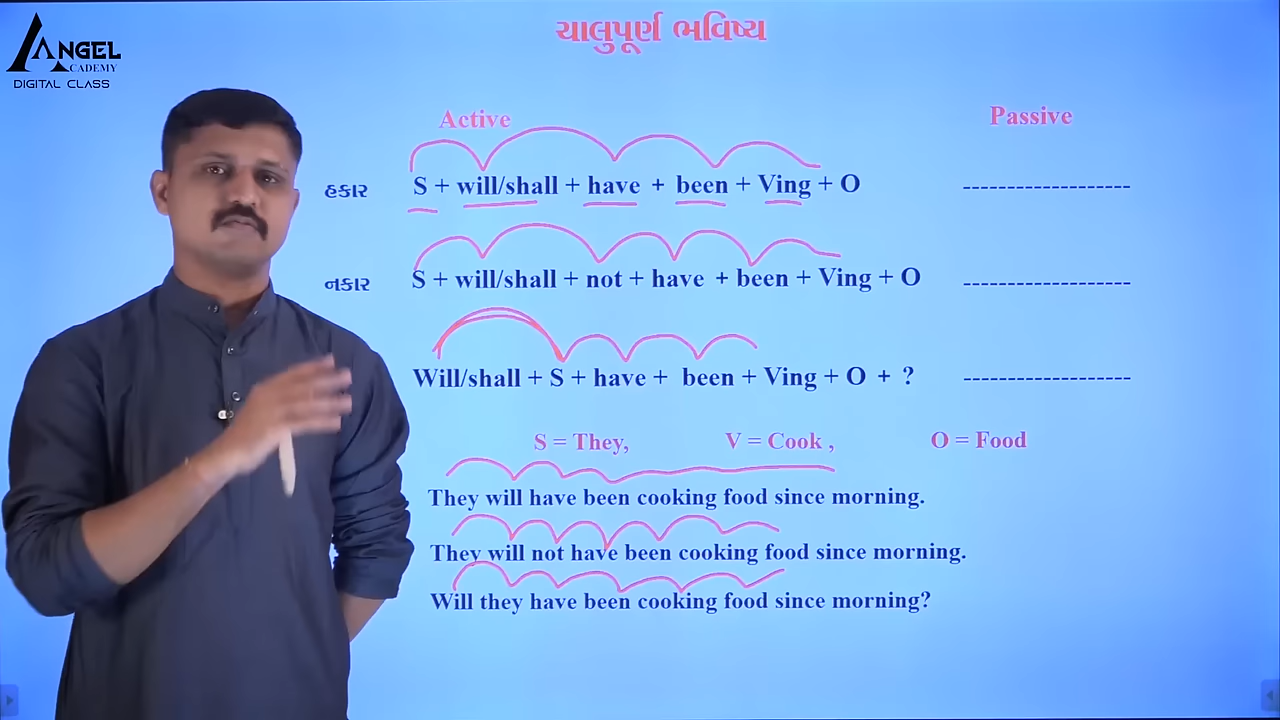 ANGEL
ACADEMY
DIGITAL CLASS
ચાલુપૂર્ણ ભવિષ્ય
Active Passive
હકાર S + will/shall + have + been + Ving + O -------------------
નકાર S + will/shall + not + have + been + Ving + O -------------------
Will/shall + S + have + been + Ving + O + ? -------------------
S = They, V = Cook , O = Food
They will have been cooking food since morning.
They will not have been cooking food since morning.
Will they have been cooking food since morning?